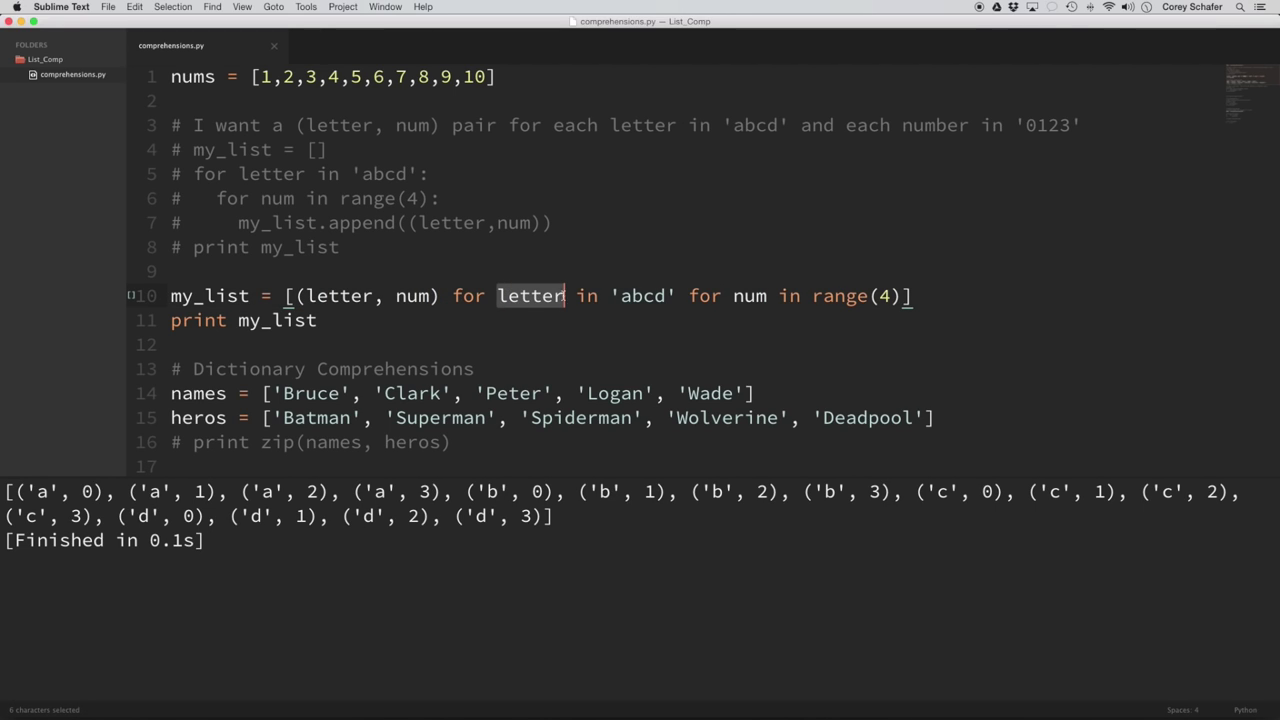 Sublime Text File Edit Selection Find View Goto Tools Project Window Help Corey Schafer
comprehensions.py — List_Comp
FOLDERS
List_Comp
comprehensions.py
comprehensions.py
1 nums = [1,2,3,4,5,6,7,8,9,10]
2
3 # I want a (letter, num) pair for each letter in 'abcd' and each number in '0123'
4 # my_list = []
5 # for letter in 'abcd':
6 #   for num in range(4):
7 #     my_list.append((letter,num))
8 # print my_list
9
10 my_list = [(letter, num) for letter in 'abcd' for num in range(4)]
11 print my_list
12
13 # Dictionary Comprehensions
14 names = ['Bruce', 'Clark', 'Peter', 'Logan', 'Wade']
15 heros = ['Batman', 'Superman', 'Spiderman', 'Wolverine', 'Deadpool']
16 # print zip(names, heros)
17
[('a', 0), ('a', 1), ('a', 2), ('a', 3), ('b', 0), ('b', 1), ('b', 2), ('b', 3), ('c', 0), ('c', 1), ('c', 2),
('c', 3), ('d', 0), ('d', 1), ('d', 2), ('d', 3)]
[Finished in 0.1s]
6 characters selected Spaces: 4 Python